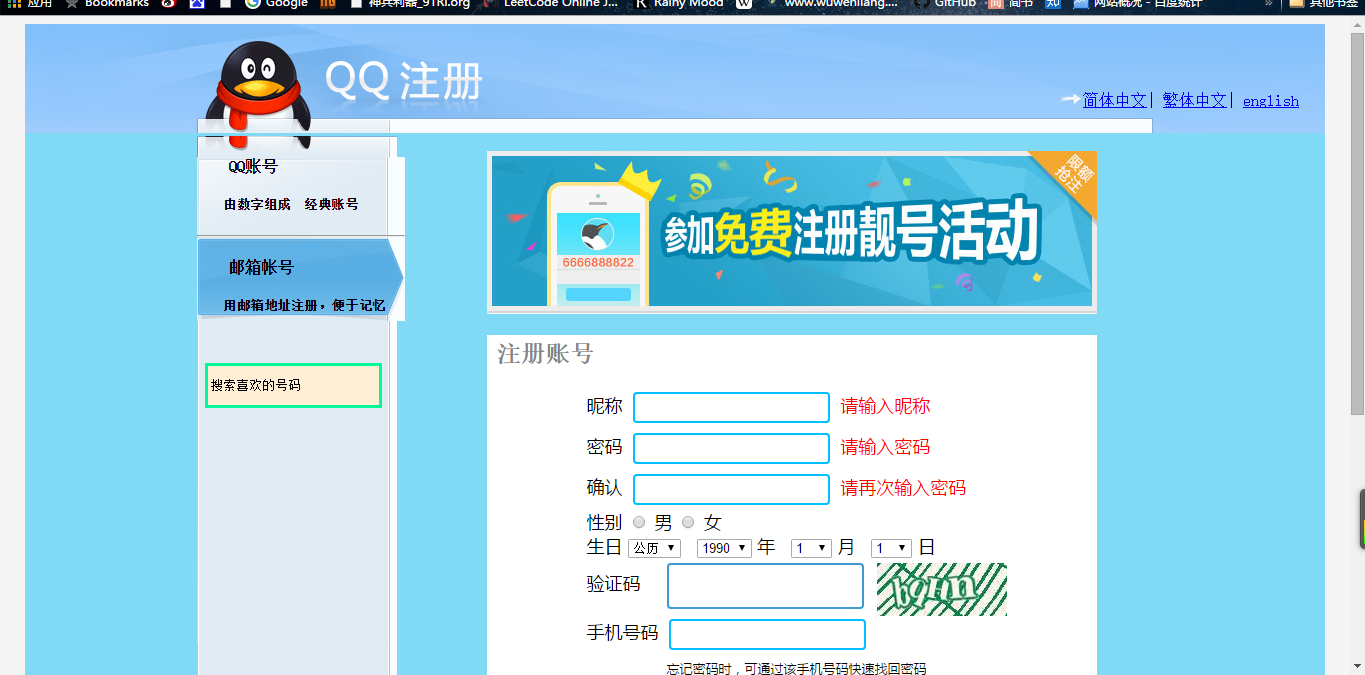 应用 Bookmarks Google 神兵利器_91Ri.org LeetCode Online J... Rainy Mood www.wuwenliang.... GitHub 简书 网站概况 - 百度统计 » 其他书签
QQ 注册
简体中文| 繁体中文| english
QQ账号
由数字组成 经典账号
邮箱帐号
用邮箱地址注册，便于记忆
搜索喜欢的号码
限额
抢注
参加免费注册靓号活动
6666888822
注册账号
昵称 请输入昵称
密码 请输入密码
确认 请再次输入密码
性别 男 女
生日 公历 1990 年 1 月 1 日
验证码
手机号码
忘记密码时，可通过该手机号码快速找回密码